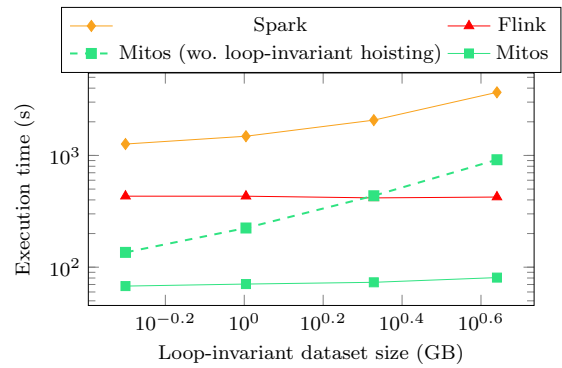 Spark Flink
Mitos (wo. loop-invariant hoisting) Mitos
Execution time (s)
10^3
10^2
10^−0.2 10^0 10^0.2 10^0.4 10^0.6
Loop-invariant dataset size (GB)